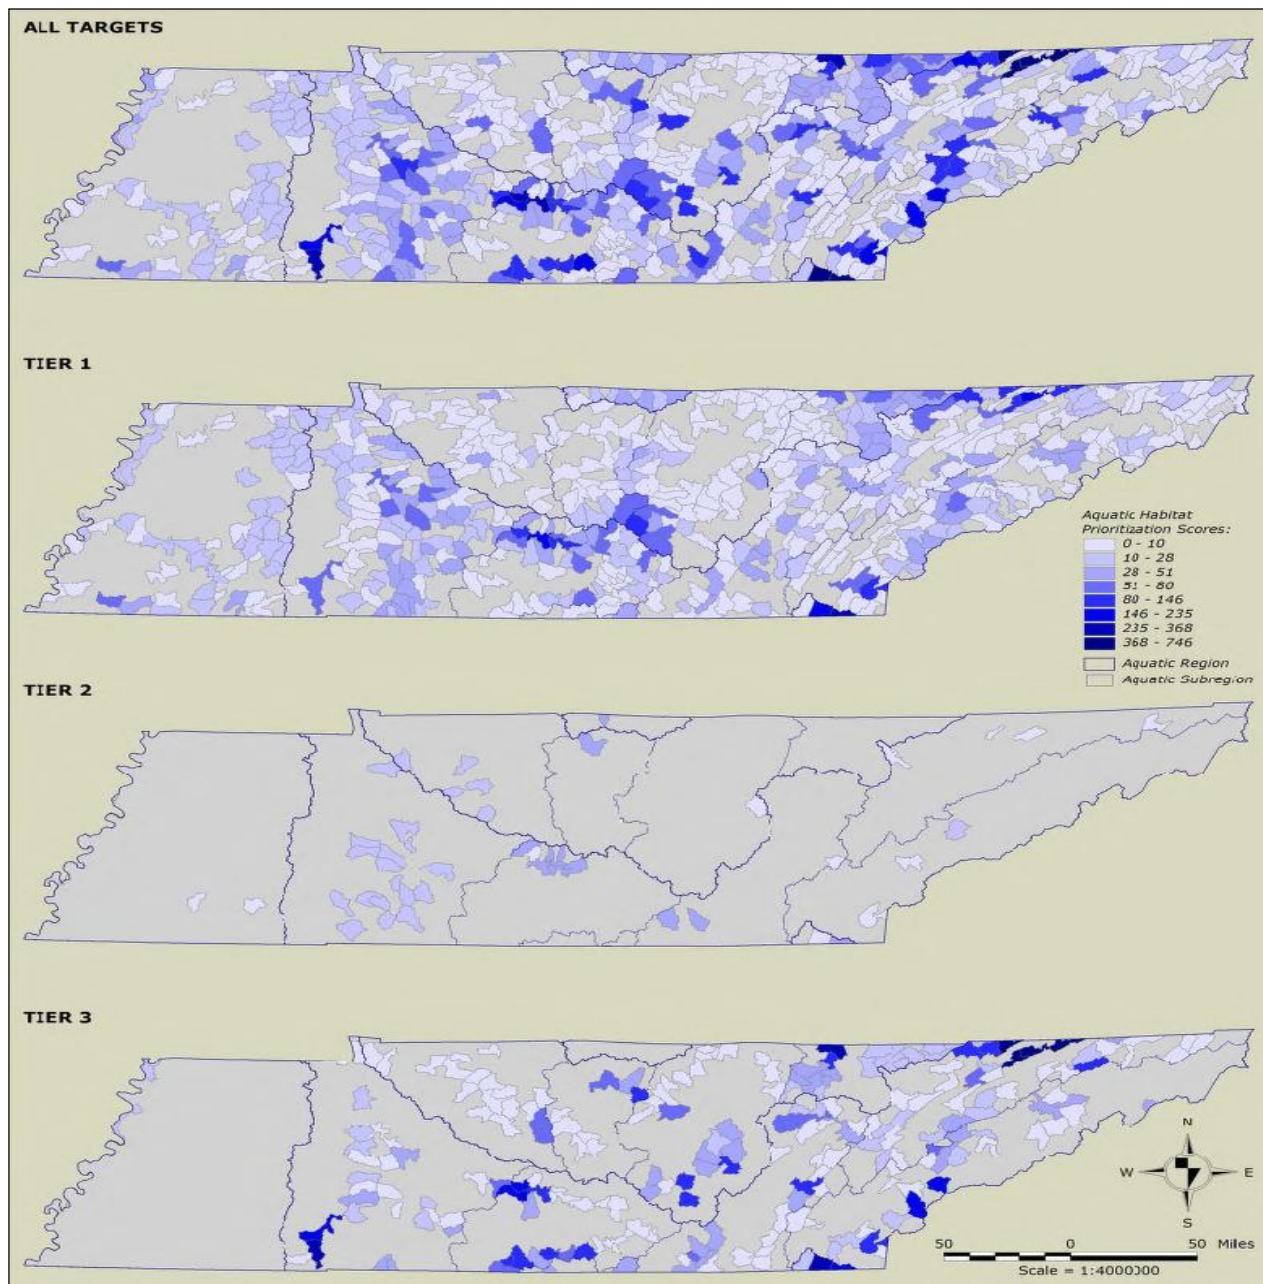 ALL TARGETS
TIER 1
Aquatic Habitat
Prioritization Scores:
0 - 10
10 - 28
28 - 51
51 - 80
80 - 146
146 - 235
235 - 368
368 - 746
Aquatic Region
Aquatic Subregion
TIER 2
TIER 3
N
W E
S
50 0 50 Miles
Scale = 1:4000000